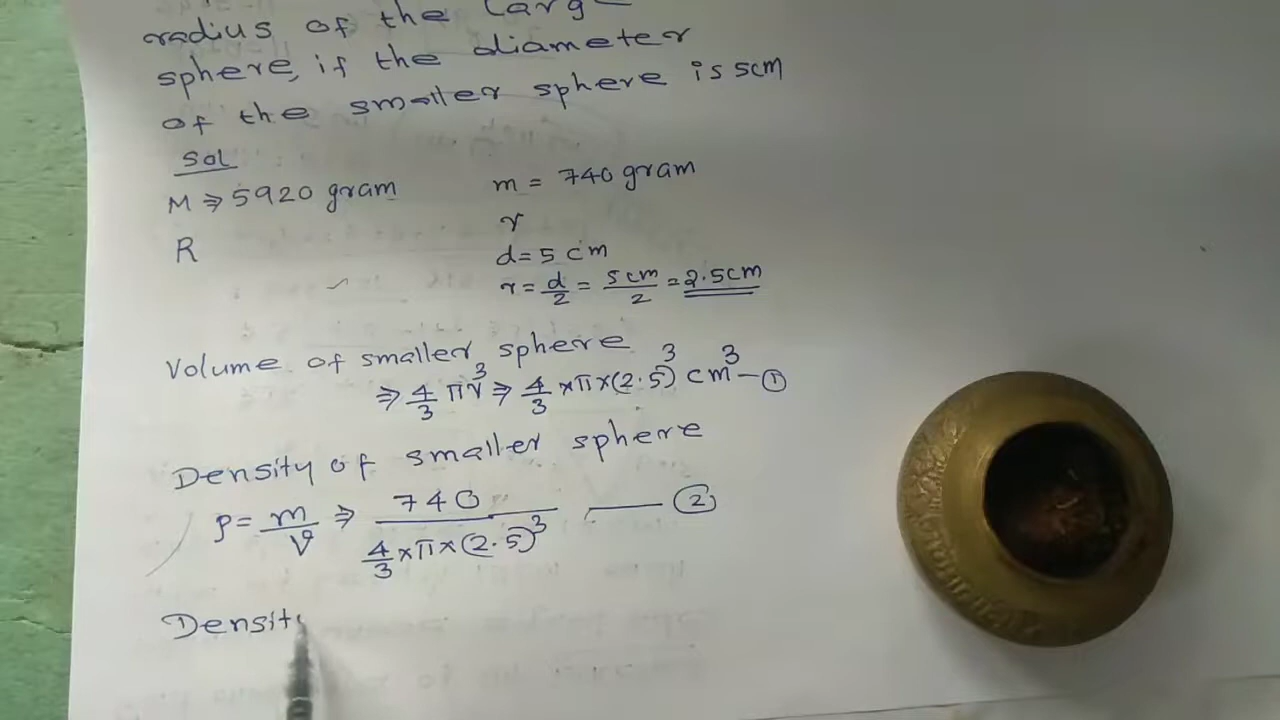 radius of the larg
sphere, if the diameter
of the smaller sphere is 5cm
Sol
M ⇒ 5920 gram
m = 740 gram
R
r
d = 5 cm
r = d/2 = 5cm/2 = 2.5cm
Volume of smaller sphere
⇒ 4/3 πr³ ⇒ 4/3 × π × (2.5)³ cm³ — ①
Density of smaller sphere
ρ = m/V ⇒ 740 / 4/3 × π × (2.5)³ — ②
Densit